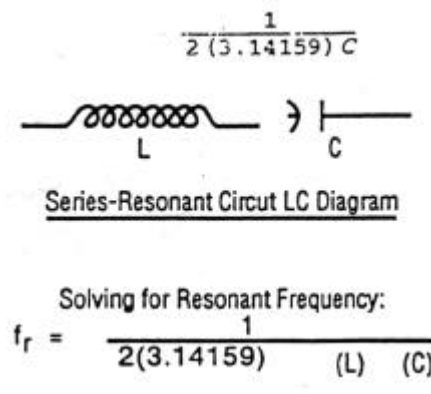 1
2 (3.14159) C
L
C
Series-Resonant Circut LC Diagram
Solving for Resonant Frequency:
fr = 1
2(3.14159) (L) (C)